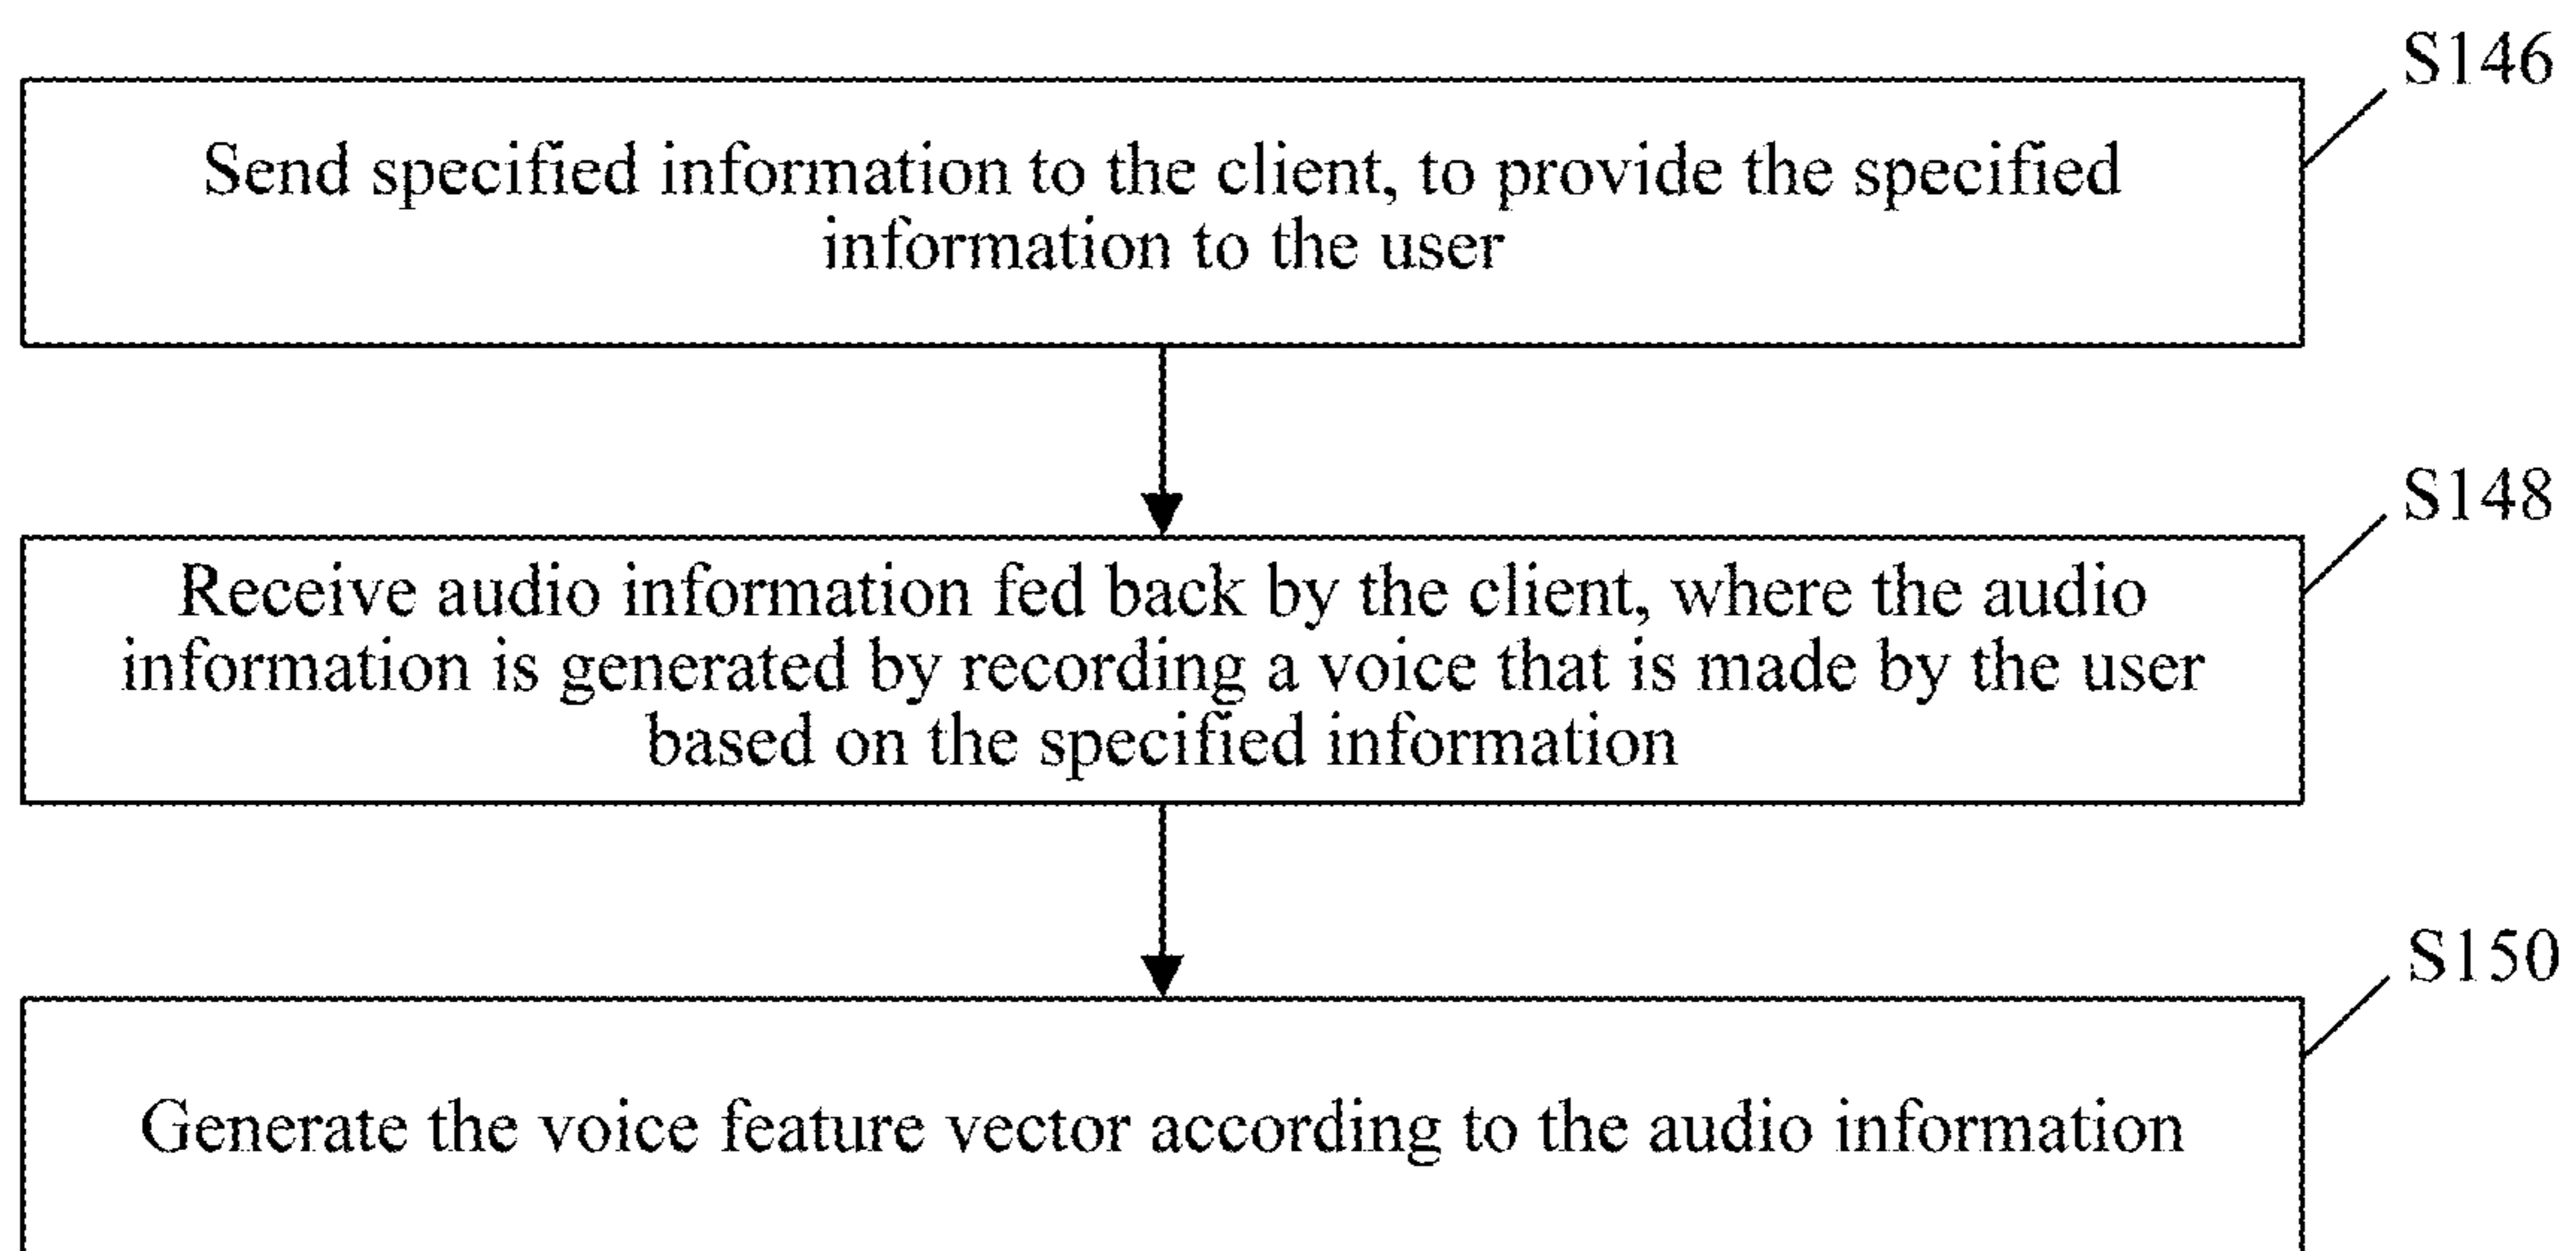 S146
Send specified information to the client, to provide the specified
information to the user
S148
Receive audio information fed back by the client, where the audio
information is generated by recording a voice that is made by the user
based on the specified information
S150
Generate the voice feature vector according to the audio information